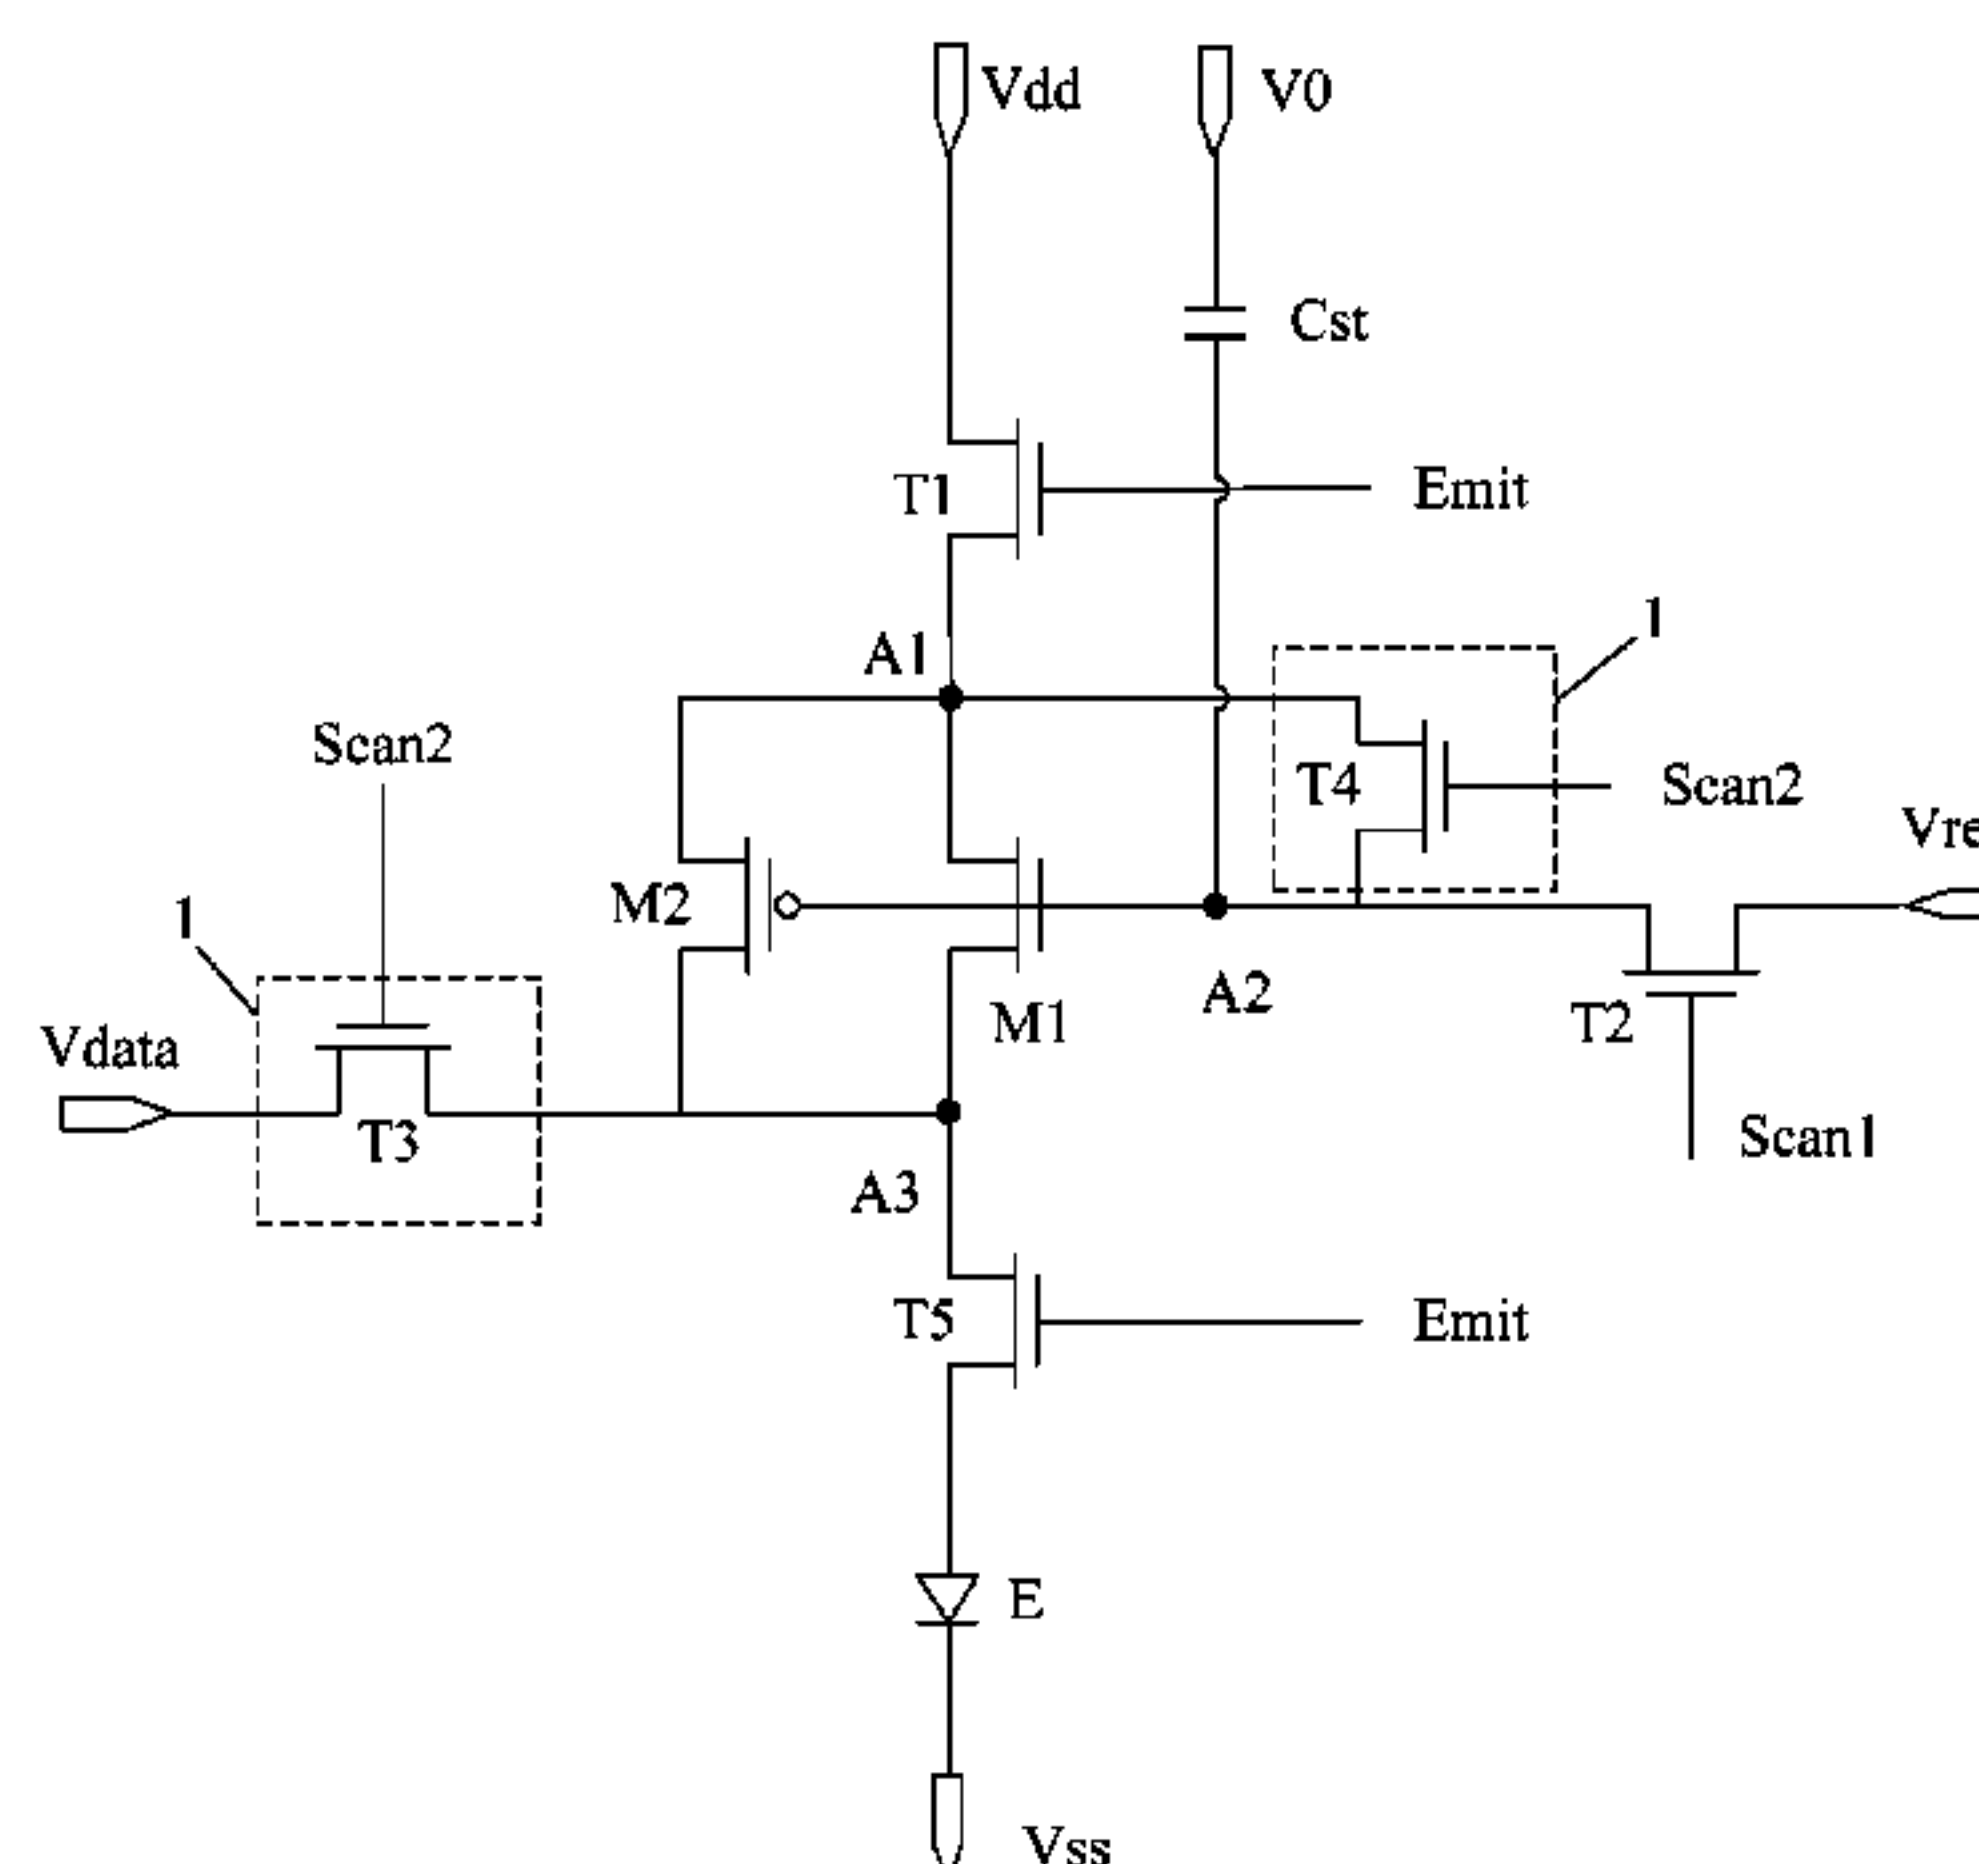 Vdd
V0
Cst
T1
Emit
1
A1
Scan2
T4
Scan2
M2
1
A2
M1
T2
Vdata
T3
Scan1
A3
T5
Emit
E
Vss